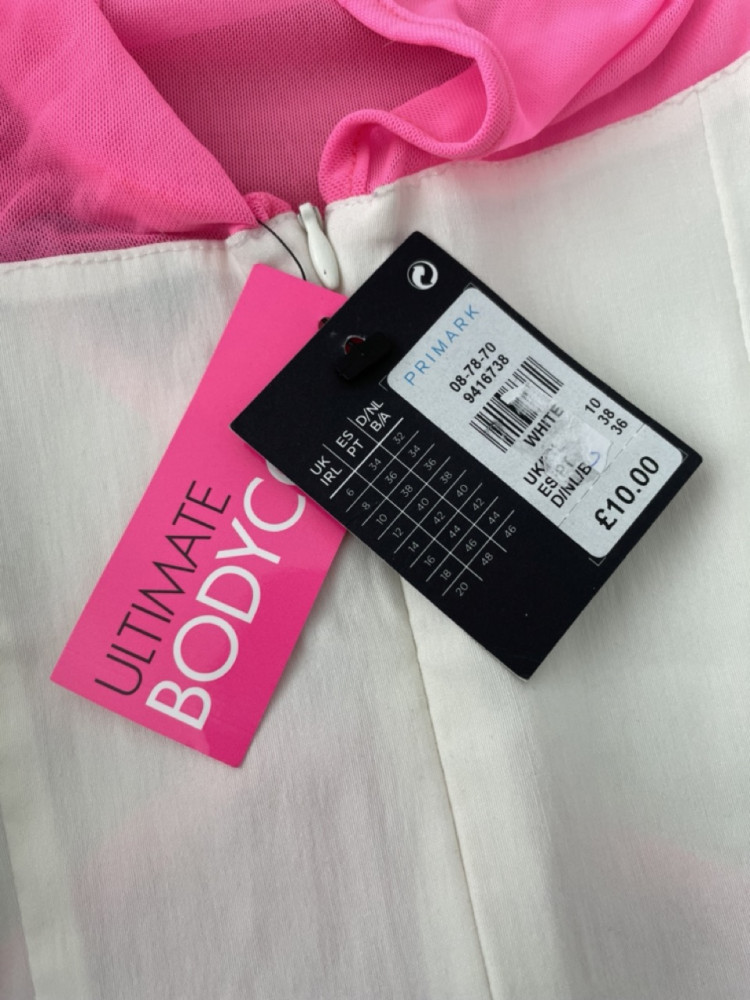 PRIMARK
08-78-70
9416738
WHITE
10
38
36
£10.00
UK ES D/NL
IRL PT B/A
6 34 32
8 36 34
10 38 36
12 40 38
14 42 40
16 44 42
18 46 44
20 48 46
ULTIMATE
BODYC